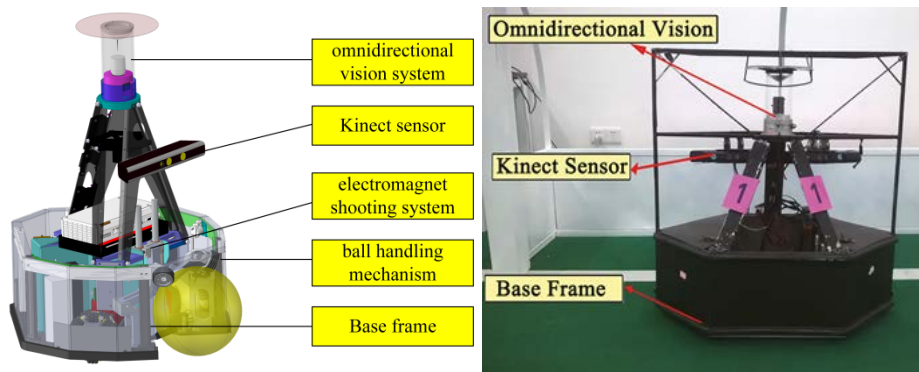 omnidirectional
vision system
Kinect sensor
electromagnet
shooting system
ball handling
mechanism
Base frame
Omnidirectional Vision
Kinect Sensor
1
1
Base Frame